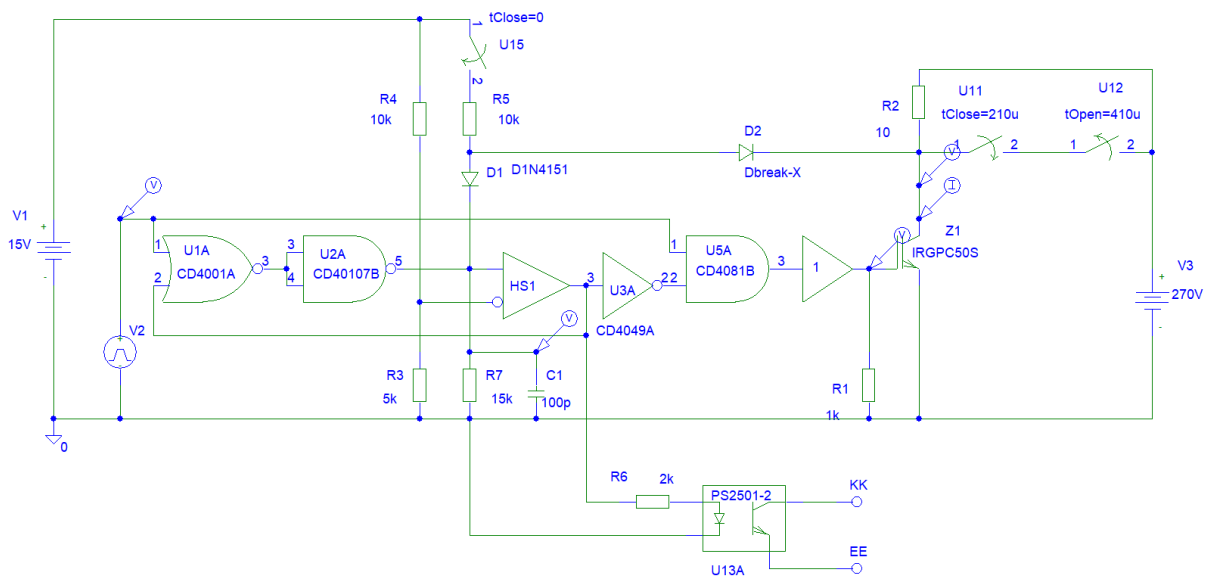 tClose=0
1
U15
2
R4
10k
R5
10k
R2
10
U11
tClose=210u
U12
tOpen=410u
1
2
1
2
D2
Dbreak-X
D1
D1N4151
V
V
I
V
V1
+
15V
-
1
2
U1A
CD4001A
3
3
4
U2A
CD40107B
5
HS1
3
U3A
CD4049A
2
2
1
U5A
CD4081B
3
1
Z1
IRGPC50S
V3
+
270V
-
V2
+
-
V
R3
5k
R7
15k
C1
100p
R1
1k
0
R6
2k
PS2501-2
KK
EE
U13A